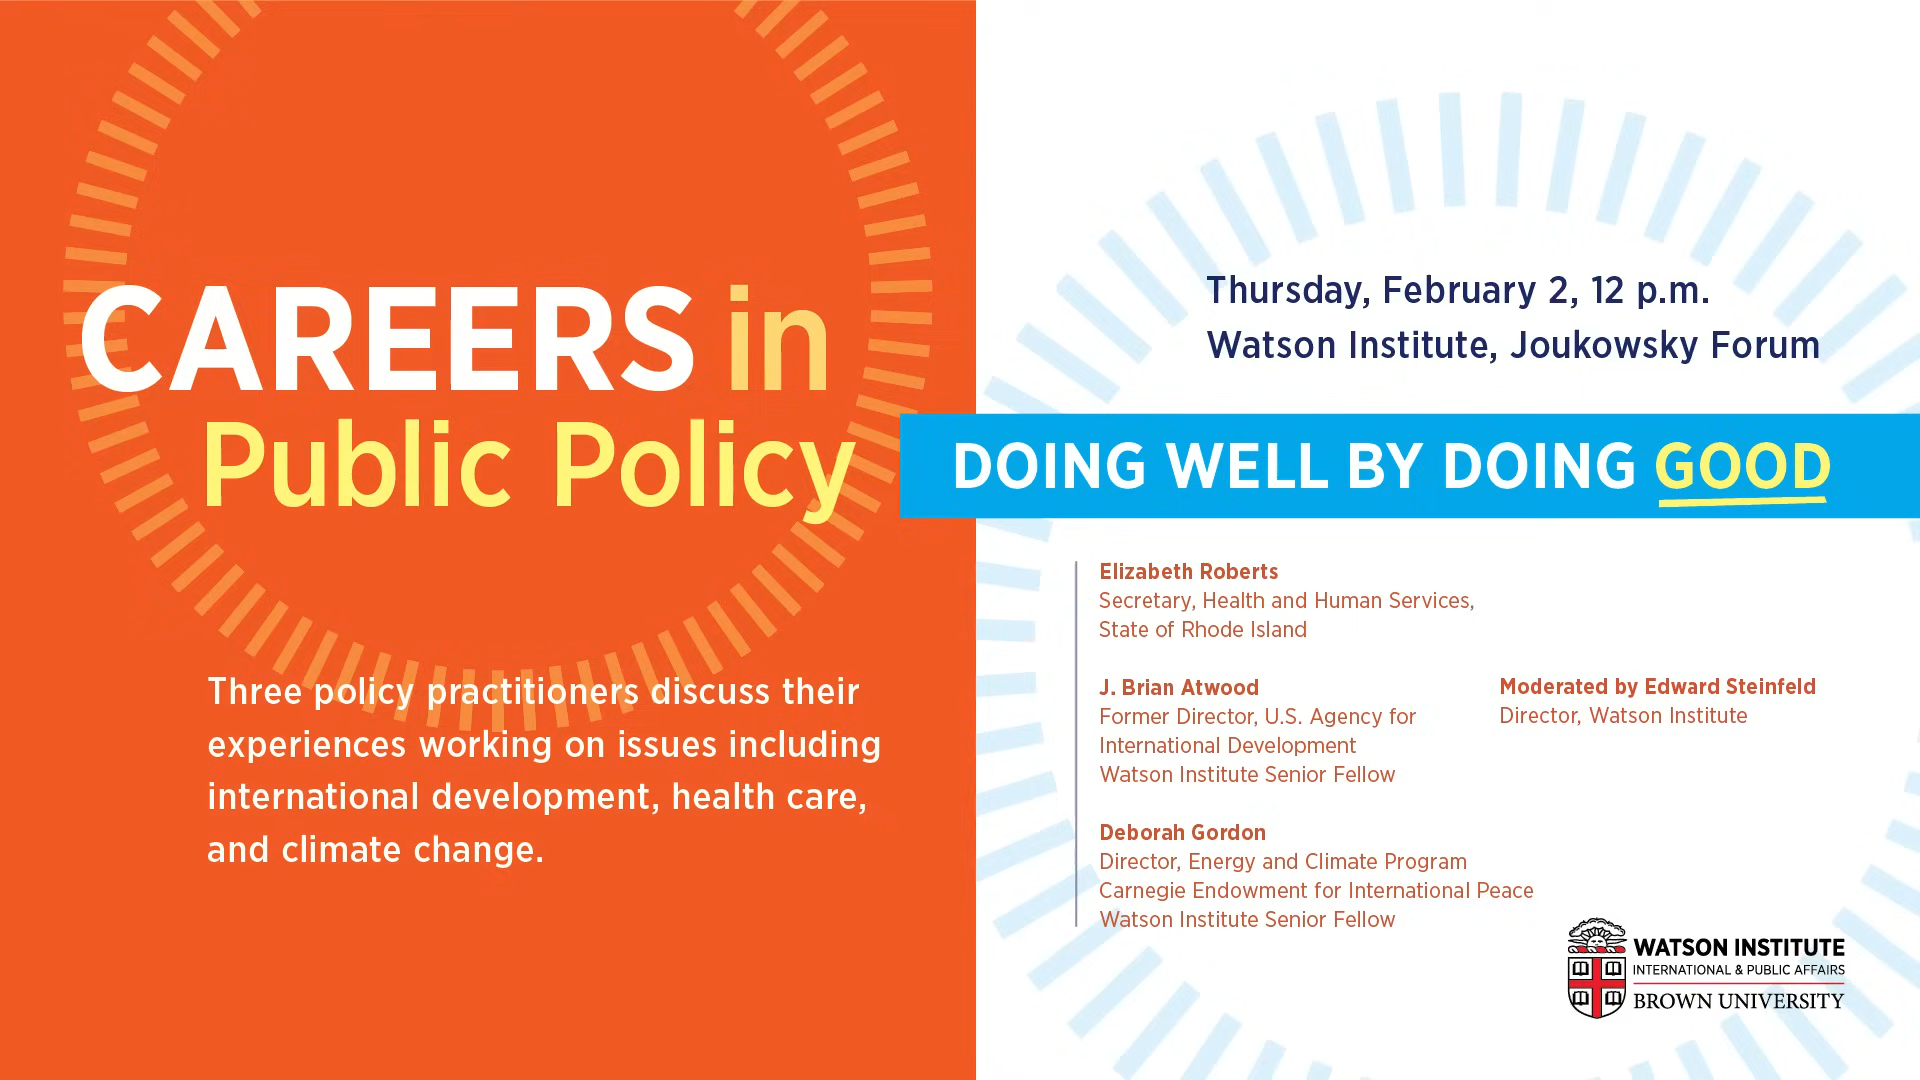 CAREERS in
Public Policy
Three policy practitioners discuss their
experiences working on issues including
international development, health care,
and climate change.
Thursday, February 2, 12 p.m.
Watson Institute, Joukowsky Forum
DOING WELL BY DOING GOOD
Elizabeth Roberts
Secretary, Health and Human Services,
State of Rhode Island
J. Brian Atwood
Former Director, U.S. Agency for
International Development
Watson Institute Senior Fellow
Deborah Gordon
Director, Energy and Climate Program
Carnegie Endowment for International Peace
Watson Institute Senior Fellow
Moderated by Edward Steinfeld
Director, Watson Institute
WATSON INSTITUTE
INTERNATIONAL & PUBLIC AFFAIRS
BROWN UNIVERSITY